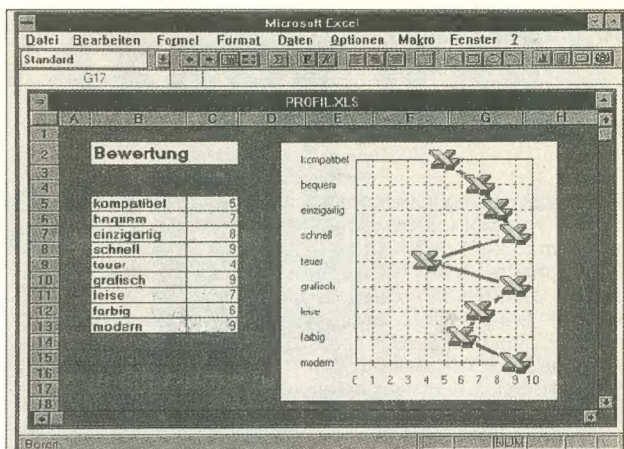 Microsoft Excel
Datei Bearbeiten Formel Format Daten Optionen Makro Fenster ?
Standard
G17
PROFIL.XLS
A B C D E F G H
1
2 Bewertung
3
4
5 kompatibel 5
6 bequem 7
7 einzigartig 8
8 schnell 9
9 teuer 4
10 grafisch 9
11 leise 7
12 farbig 6
13 modern 9
14
15
16
17
18
kompatibel
bequem
einzigartig
schnell
teuer
grafisch
leise
farbig
modern
0 1 2 3 4 5 6 7 8 9 10
Bereit
NUM